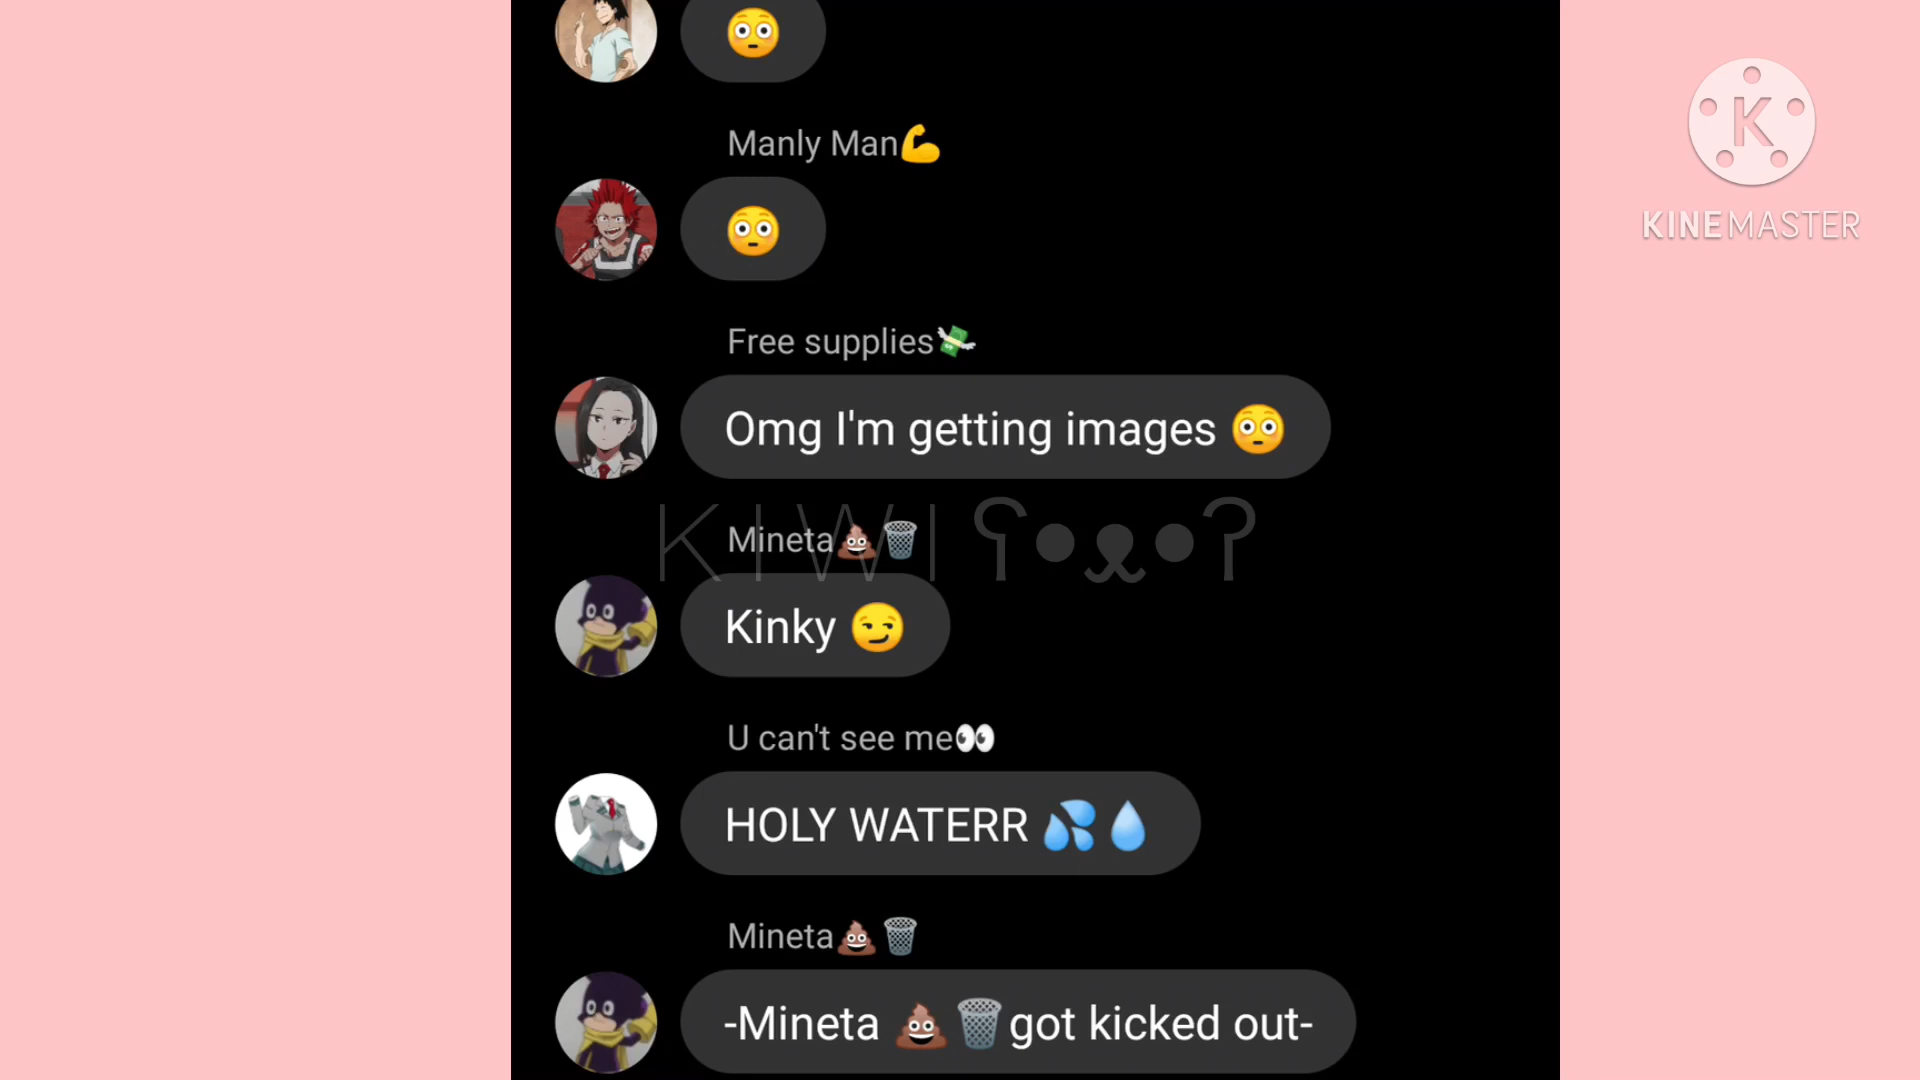 😳
Manly Man💪
😳
Free supplies💸
Omg I'm getting images 😳
KIWI ʕ•ᴥ•ʔ
Mineta💩🗑️
Kinky 😏
U can't see me👀
HOLY WATERR 💦💧
Mineta💩🗑️
-Mineta 💩🗑️got kicked out-
K
KINEMASTER